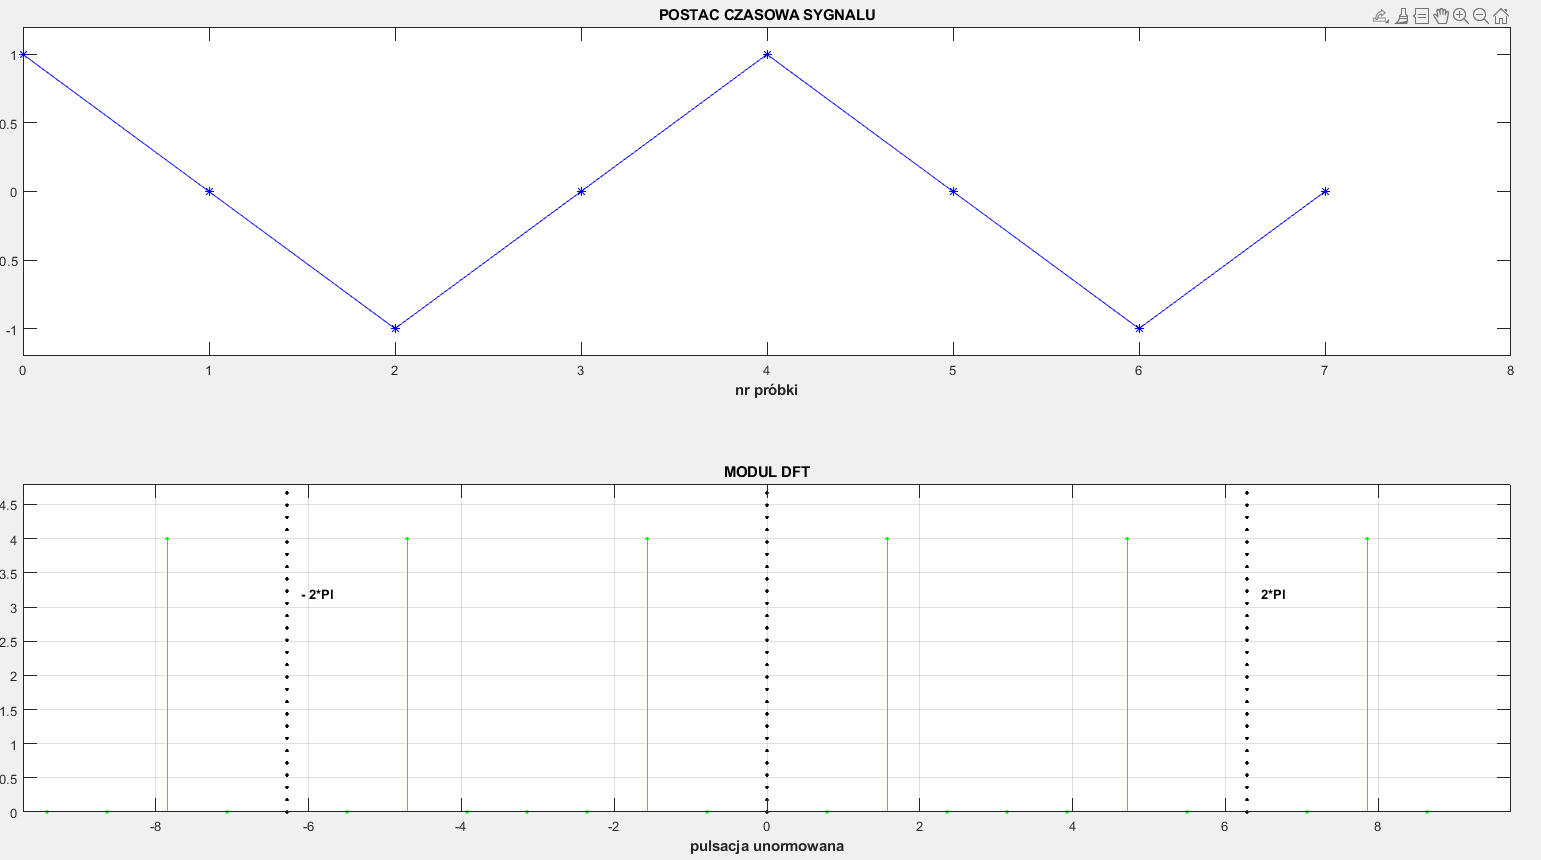 POSTAC CZASOWA SYGNALU
1
0.5
0
0.5
-1
0 1 2 3 4 5 6 7 8
nr próbki
MODUL DFT
4.5
4
3.5
3
2.5
2
1.5
1
0.5
0
- 2*PI
2*PI
-8 -6 -4 -2 0 2 4 6 8
pulsacja unormowana